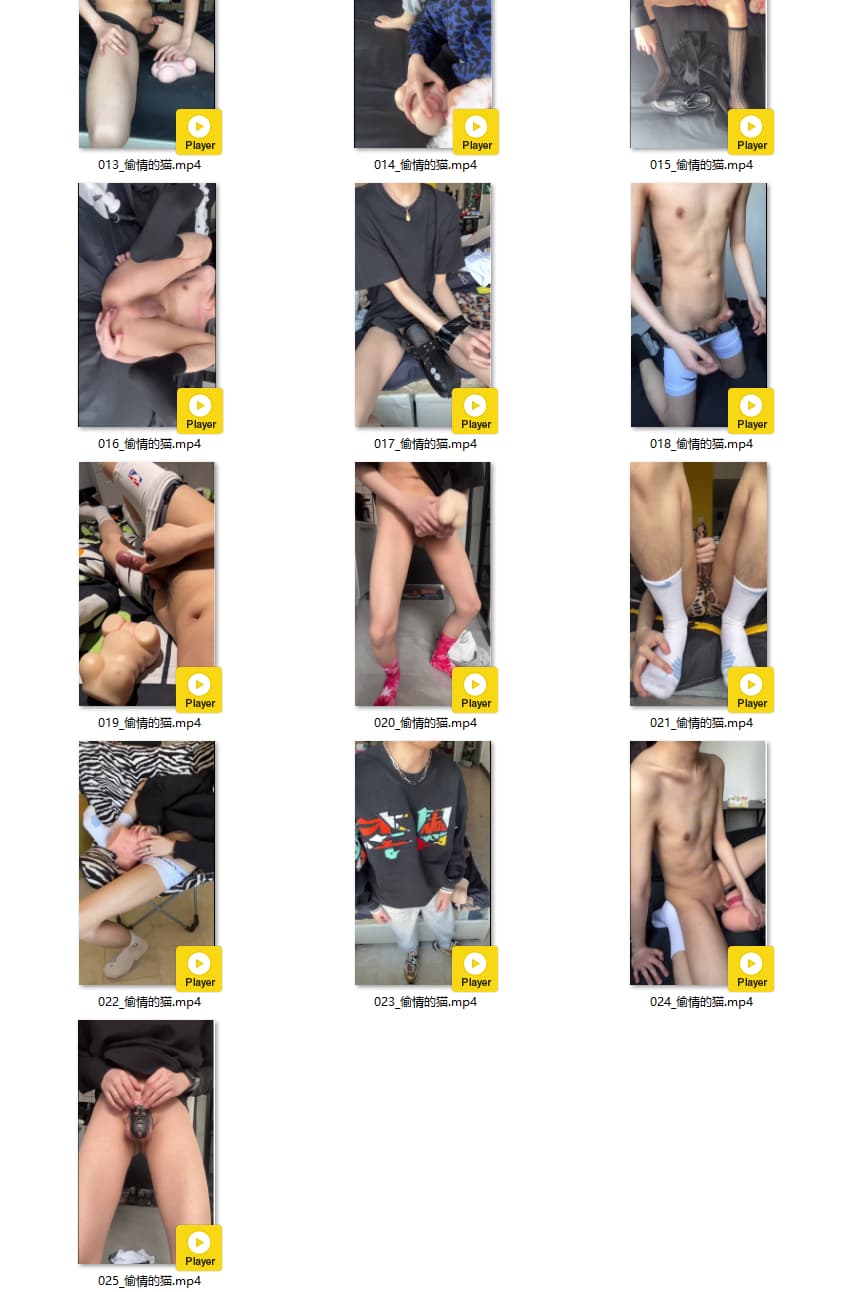 Player
Player
Player
013_偷情的猫.mp4
014_偷情的猫.mp4
015_偷情的猫.mp4
Player
Player
Player
016_偷情的猫.mp4
017_偷情的猫.mp4
018_偷情的猫.mp4
Player
Player
Player
019_偷情的猫.mp4
020_偷情的猫.mp4
021_偷情的猫.mp4
Player
Player
Player
022_偷情的猫.mp4
023_偷情的猫.mp4
024_偷情的猫.mp4
Player
025_偷情的猫.mp4